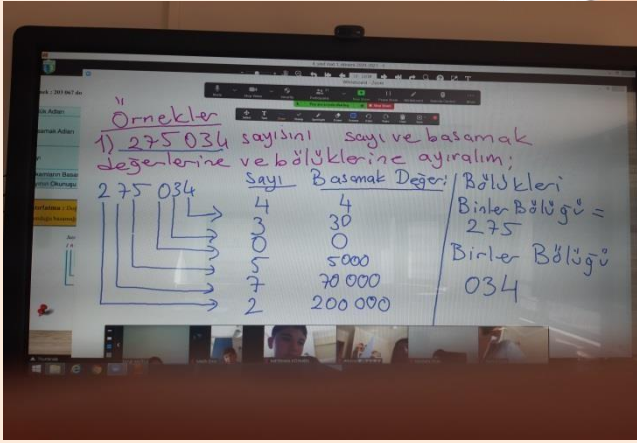 Örnekler
1) 275 034 sayısını sayı ve basamak
değerlerine ve bölüklerine ayıralım;
275 034
Sayı Basamak Değeri
4 4
3 30
0 0
5 5000
7 70 000
2 200 000
Bölükleri
Binler Bölüğü =
275
Birler Bölüğü
034